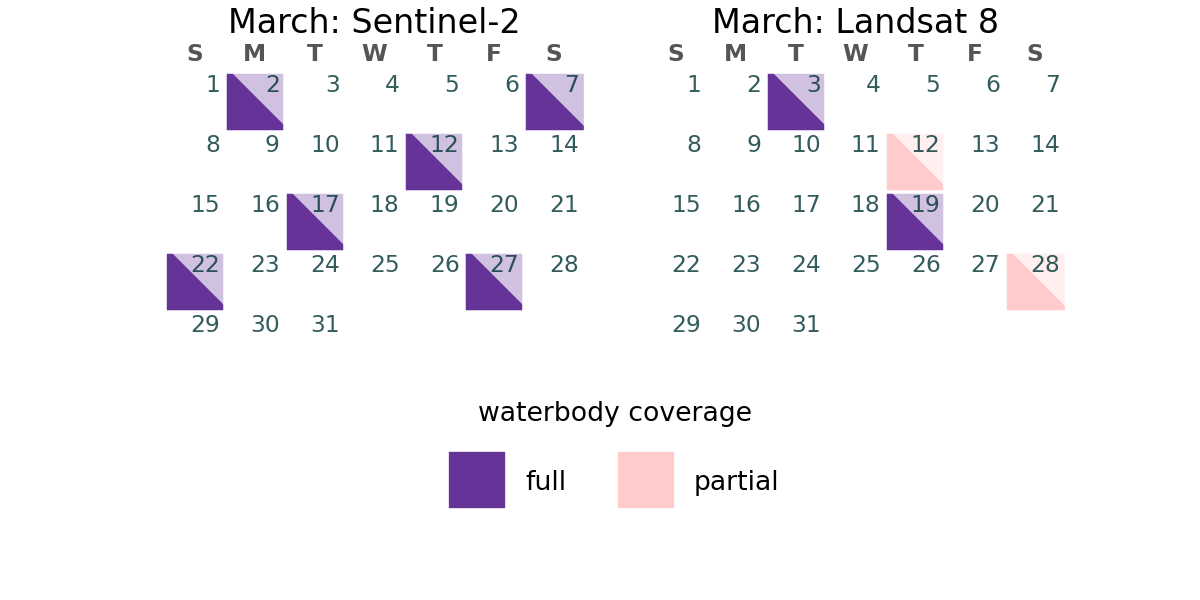 March: Sentinel-2
S M T W T F S
1 2 3 4 5 6 7
8 9 10 11 12 13 14
15 16 17 18 19 20 21
22 23 24 25 26 27 28
29 30 31
March: Landsat 8
S M T W T F S
1 2 3 4 5 6 7
8 9 10 11 12 13 14
15 16 17 18 19 20 21
22 23 24 25 26 27 28
29 30 31
waterbody coverage
full
partial